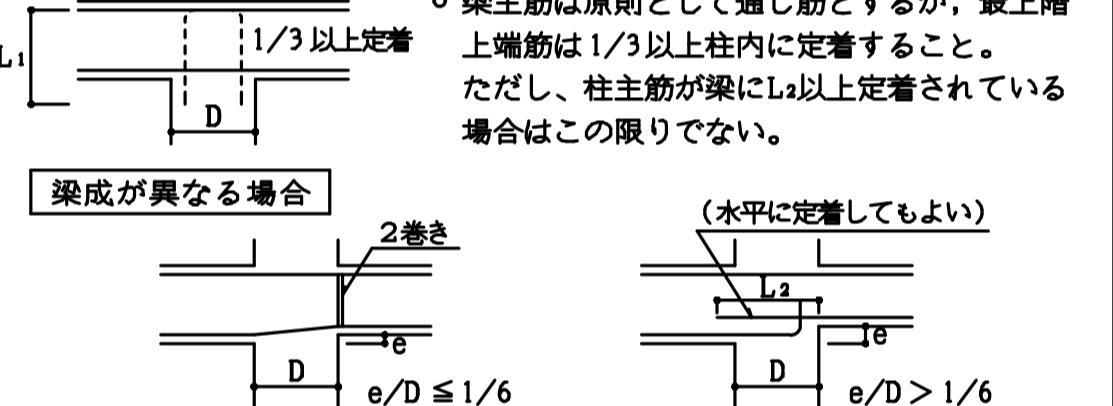 梁主筋は原則として通し筋とするが，最上階
L₁
1/3以上定着
上端筋は1/3以上柱内に定着すること。
ただし、柱主筋が梁にL₂以上定着されている
場合はこの限りでない。
D
梁成が異なる場合
2巻き
e
D
e/D ≦ 1/6
(水平に定着してもよい)
L₂
e
D
e/D > 1/6